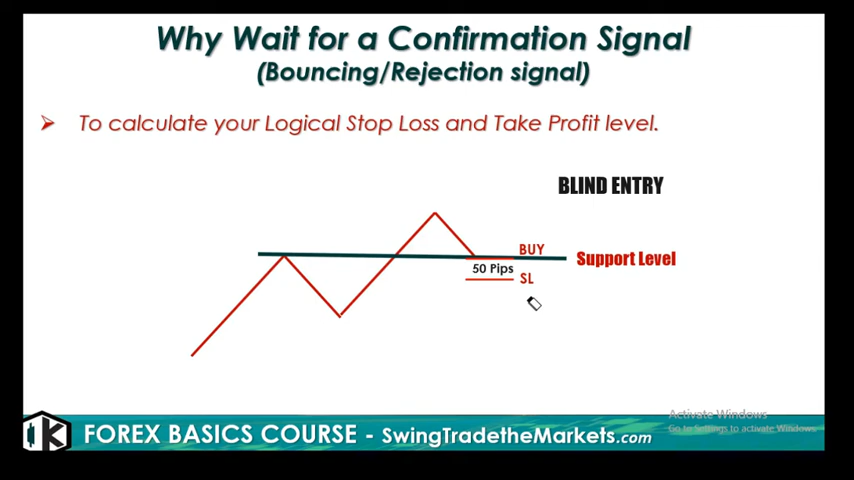 Why Wait for a Confirmation Signal
(Bouncing/Rejection signal)
To calculate your Logical Stop Loss and Take Profit level.
BLIND ENTRY
BUY
Support Level
50 Pips
SL
Activate Windows
Go to Settings to activate Windows.
K
FOREX BASICS COURSE - SwingTradetheMarkets.com